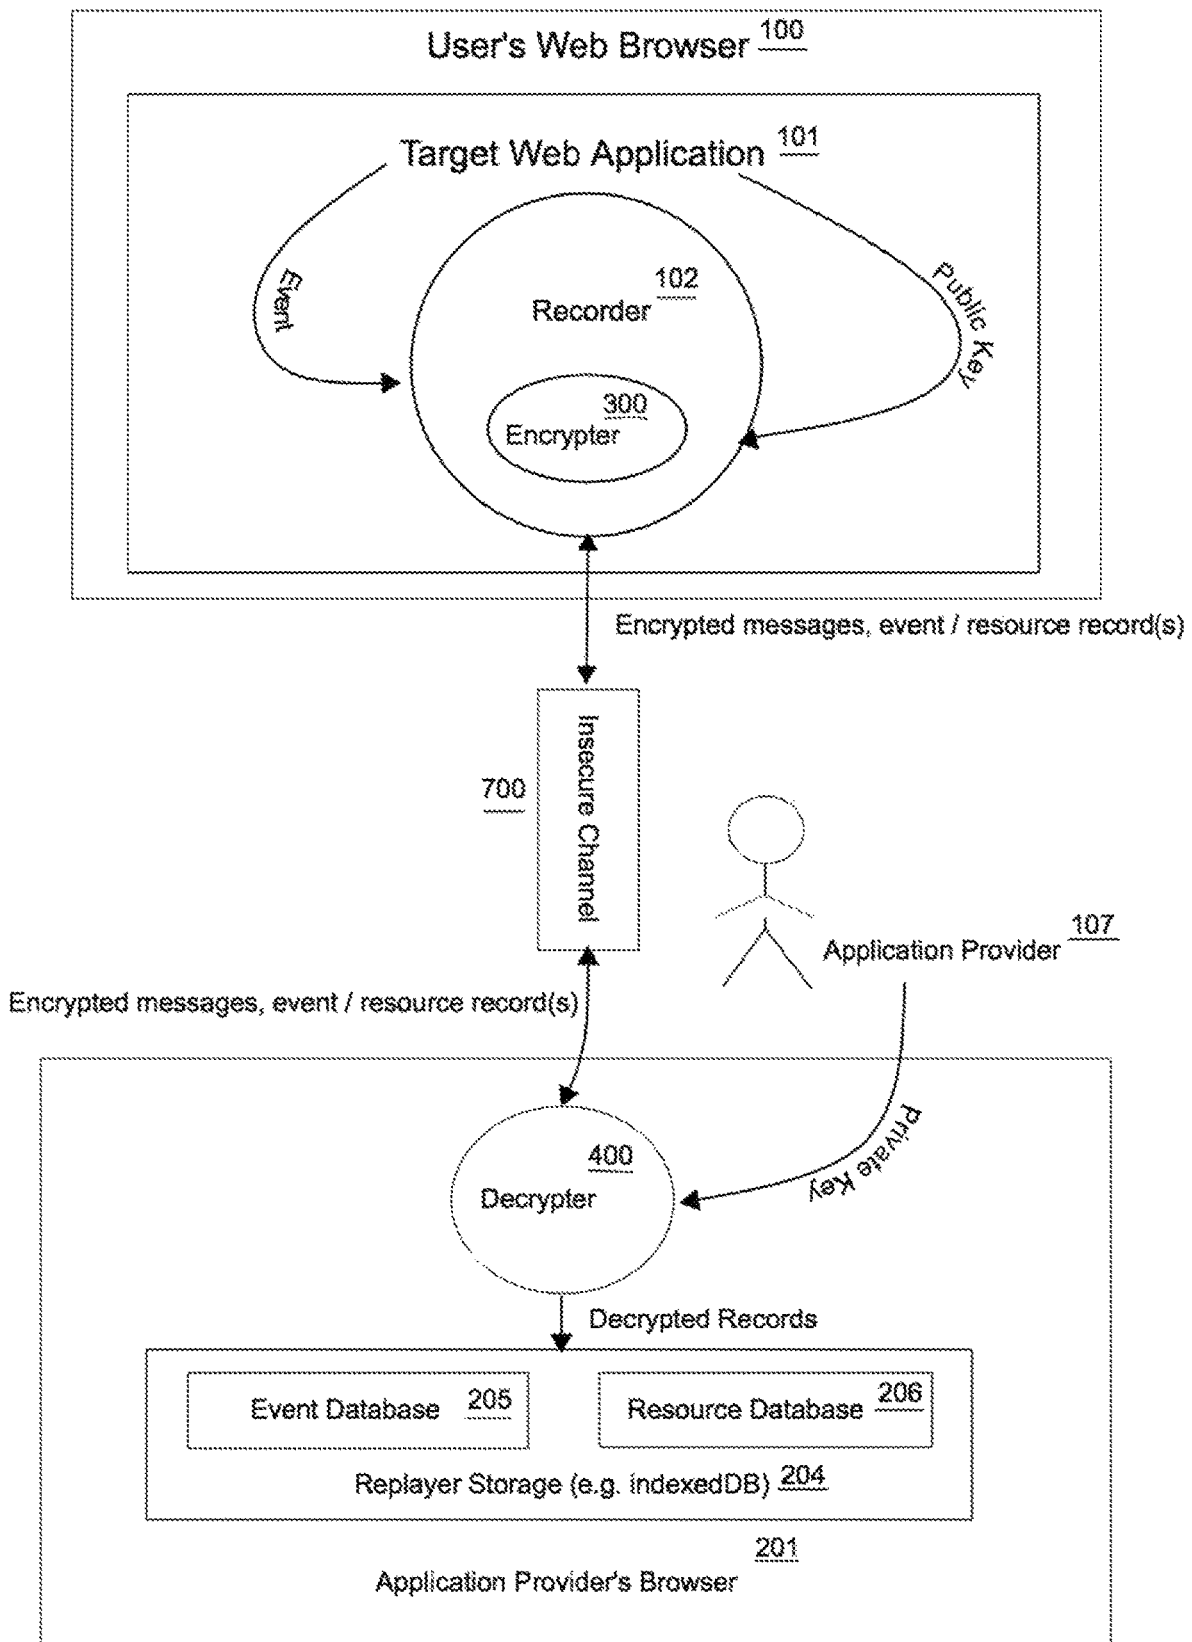 User's Web Browser 100
Target Web Application 101
Event
Public Key
Recorder 102
Encrypter 300
Encrypted messages, event / resource record(s)
Insecure Channel
700
Application Provider 107
Encrypted messages, event / resource record(s)
Private Key
Decrypter 400
Decrypted Records
Event Database 205
Resource Database 206
Replayer Storage (e.g. indexedDB) 204
201
Application Provider's Browser